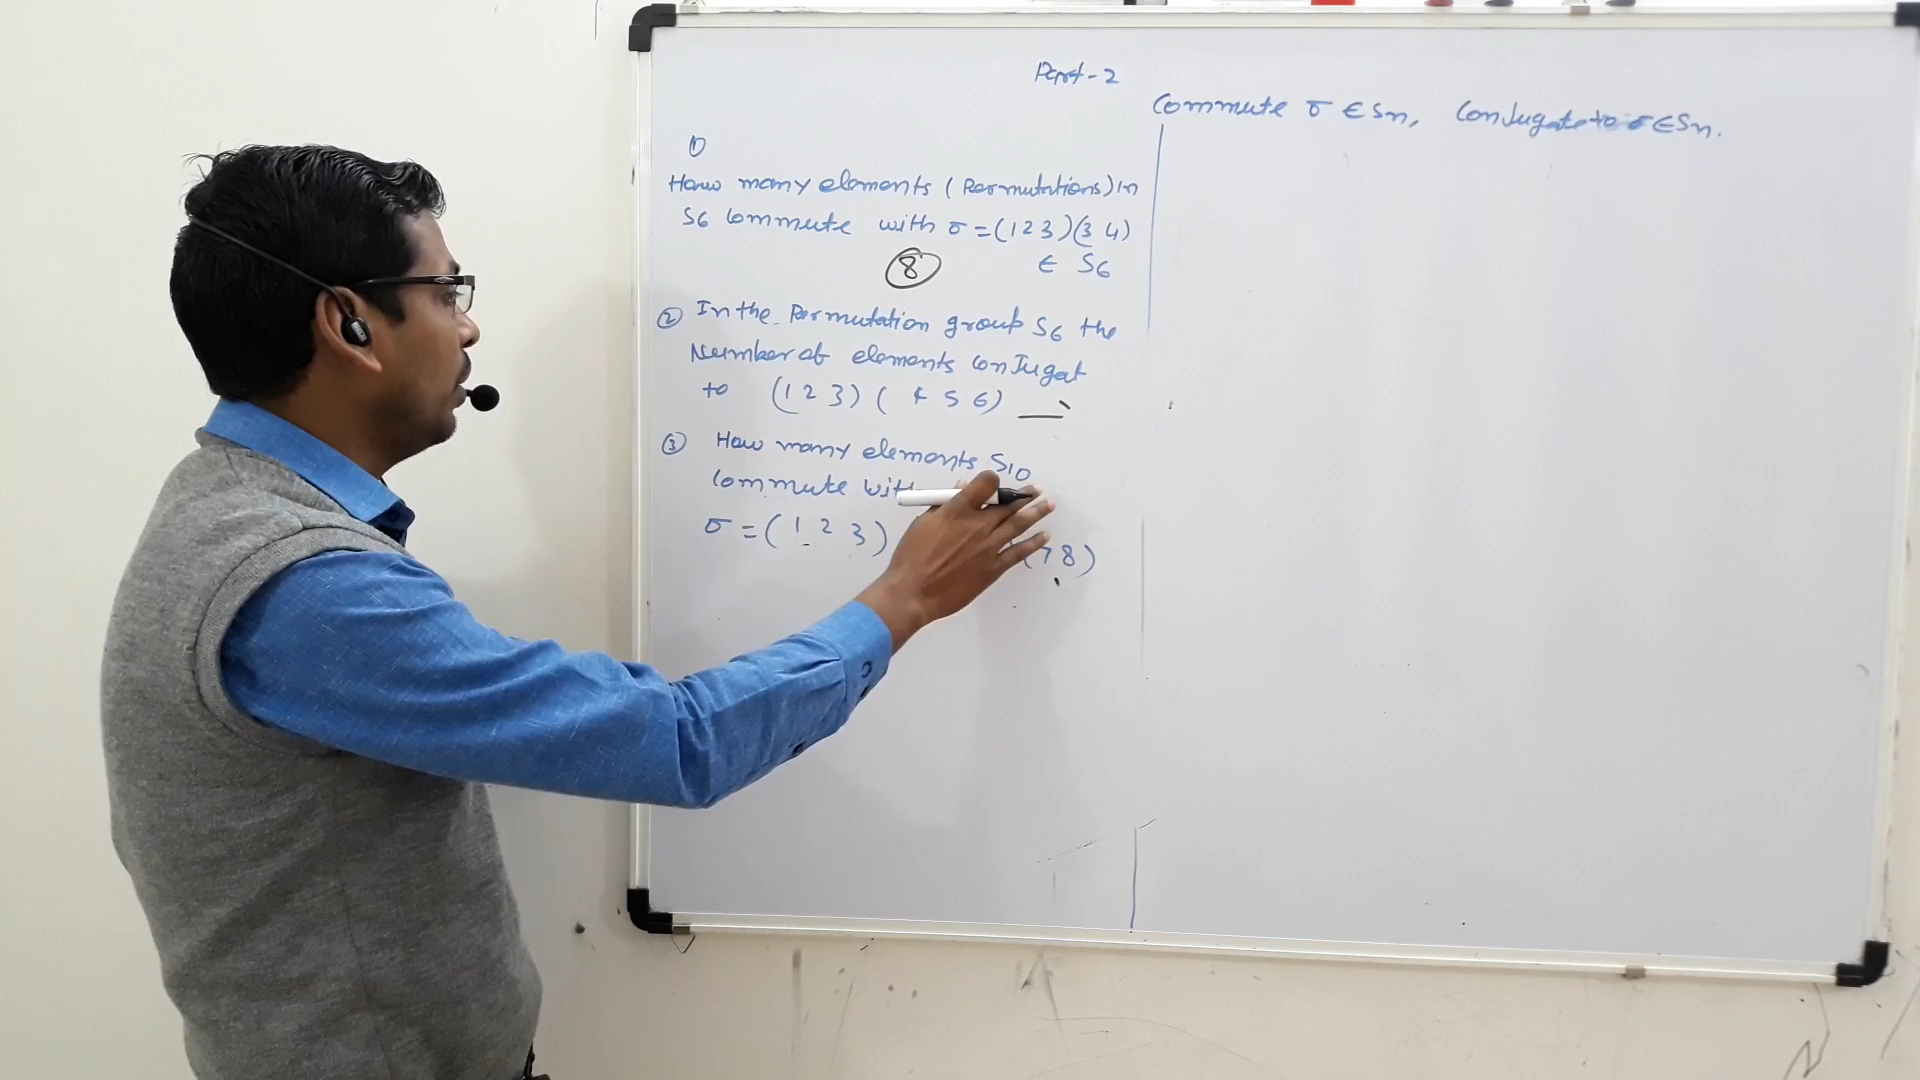 Part-2
Commute σ ∈ Sn, Conjugate to σ ∈ Sn.
①
How many elements (Permutations) in
S6 Commute with σ = (1 2 3)(3 4)
∈ S6
8
② In the Permutation group S6 the
Number of elements conJugat
to (1 2 3) ( 4 5 6)
③ How many elements S10
Commute with
σ = ( 1 2 3)
(7 8)